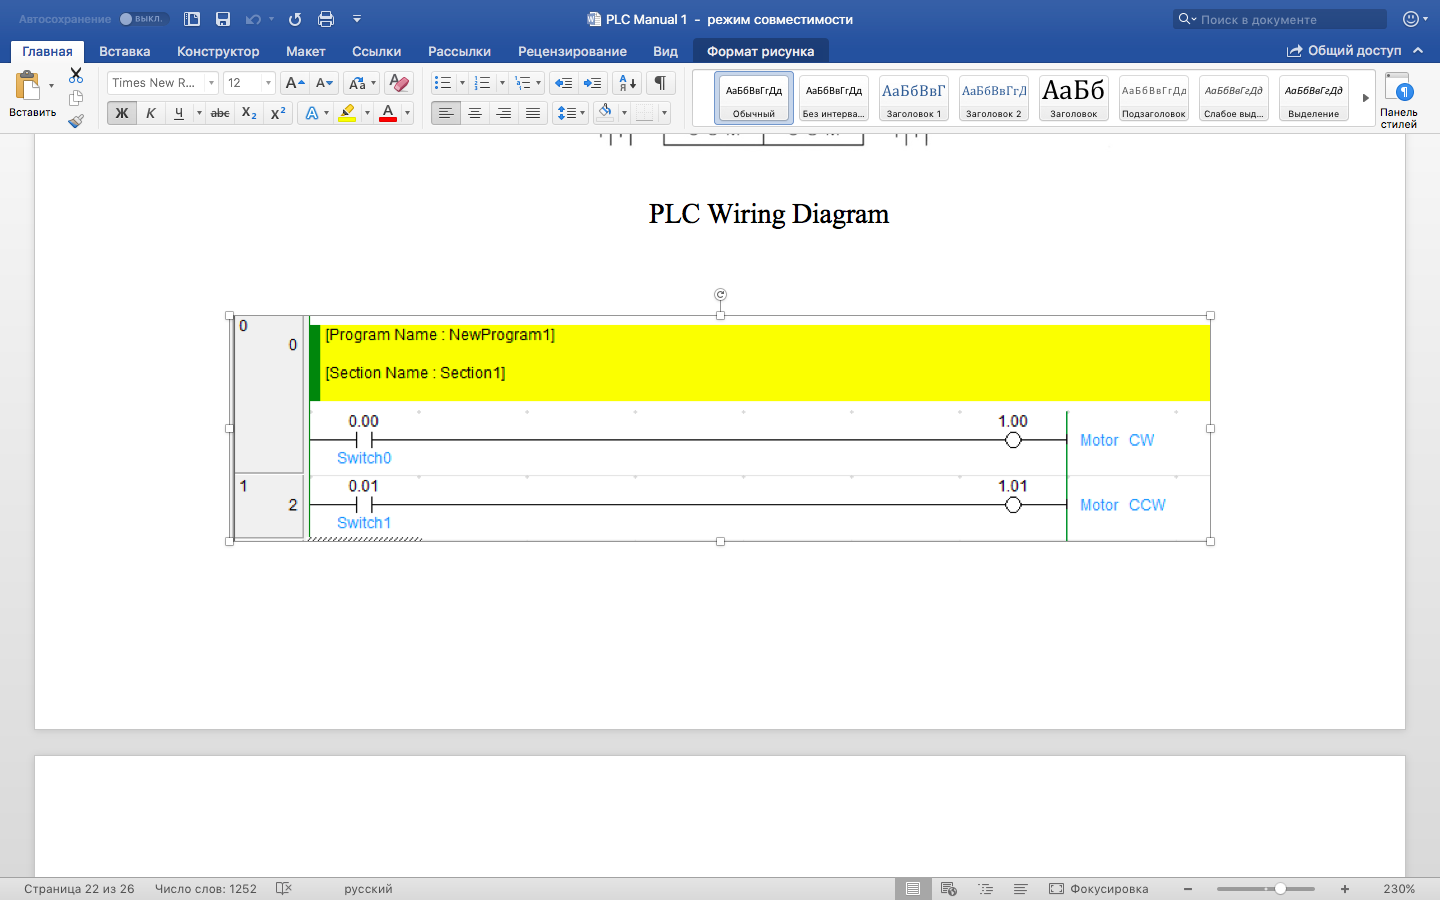 Автосохранение ВЫКЛ.
PLC Manual 1 - режим совместимости
Поиск в документе
Главная Вставка Конструктор Макет Ссылки Рассылки Рецензирование Вид Формат рисунка
Общий доступ
Вставить
Times New R... 12
Ж К Ч abc X₂ X²
АаБбВвГгДд Обычный
АаБбВвГгДд Без интерва...
АаБбВвГ Заголовок 1
АаБбВвГгД Заголовок 2
АаБб Заголовок
АаБбВвГгДд Подзаголовок
АаБбВвГгДд Слабое выд...
АаБбВвГгДд Выделение
Панель стилей
PLC Wiring Diagram
0
0
[Program Name : NewProgram1]
[Section Name : Section1]
0.00 1.00
Motor CW
Switch0
1
2
0.01 1.01
Motor CCW
Switch1
Страница 22 из 26 Число слов: 1252 русский Фокусировка 230%